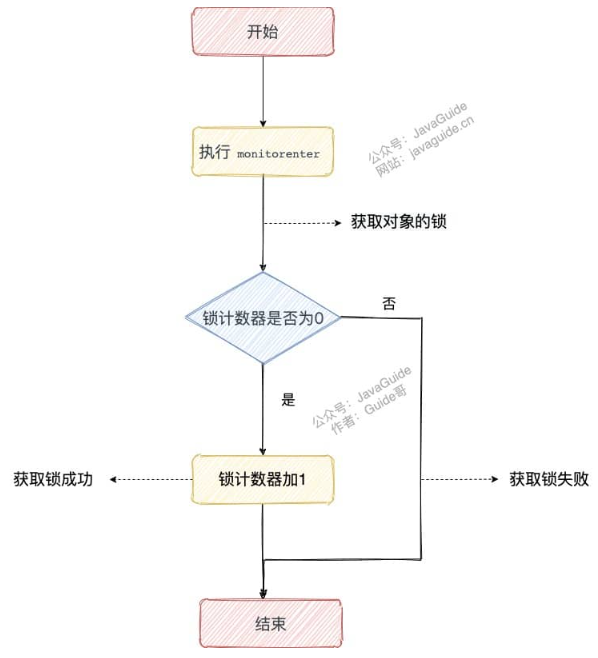 开始
公众号：JavaGuide
网站：javaguide.cn
执行 monitorenter
获取对象的锁
否
锁计数器是否为0
是
公众号：JavaGuide
作者：Guide哥
获取锁成功
锁计数器加1
获取锁失败
结束